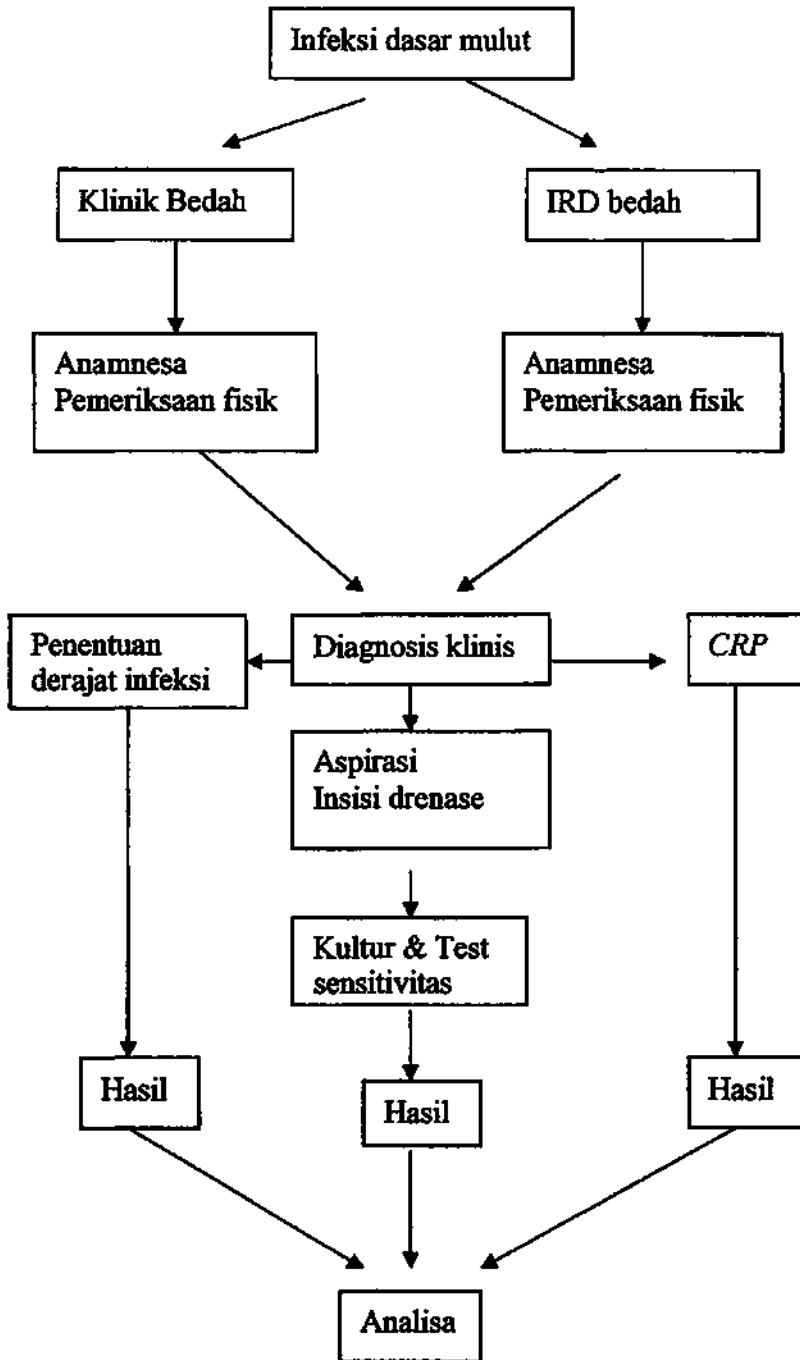 Infeksi dasar mulut
Klinik Bedah
IRD bedah
Anamnesa
Pemeriksaan fisik
Anamnesa
Pemeriksaan fisik
Penentuan
derajat infeksi
Diagnosis klinis
CRP
Aspirasi
Insisi drenase
Kultur & Test
sensitivitas
Hasil
Hasil
Hasil
Analisa